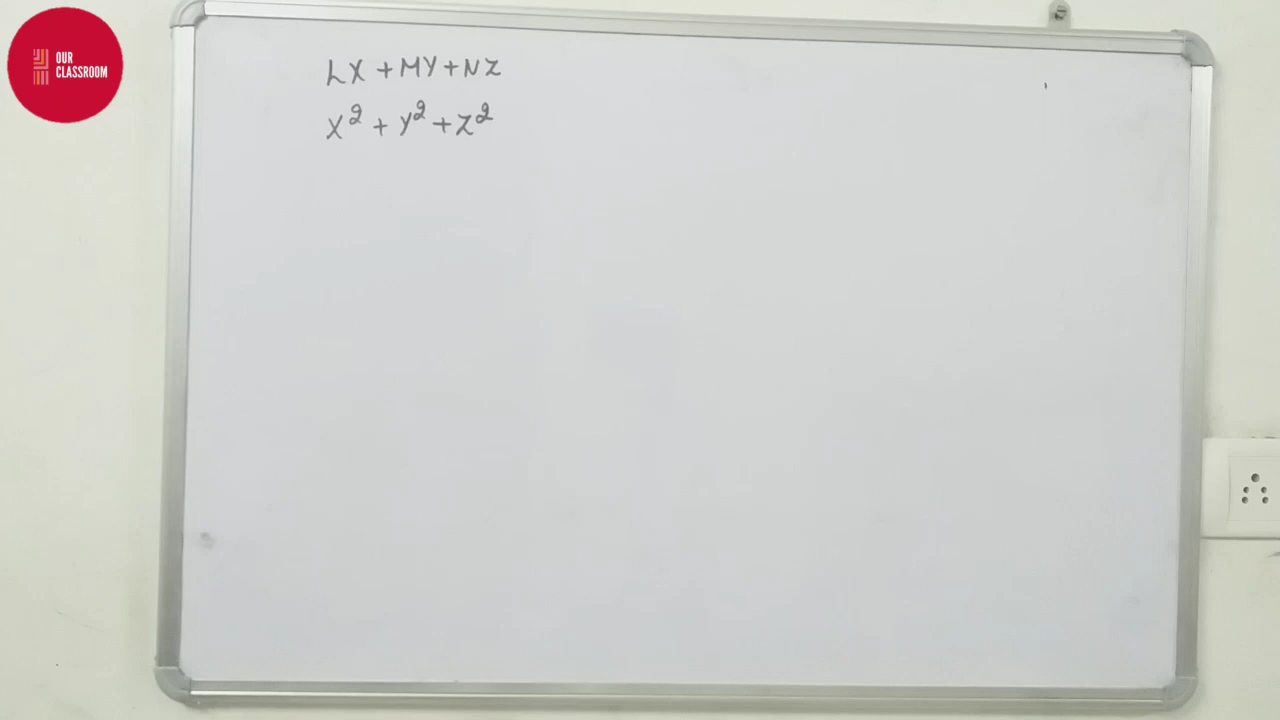 OUR
CLASSROOM
LX + MY + NZ
X² + Y² + Z²